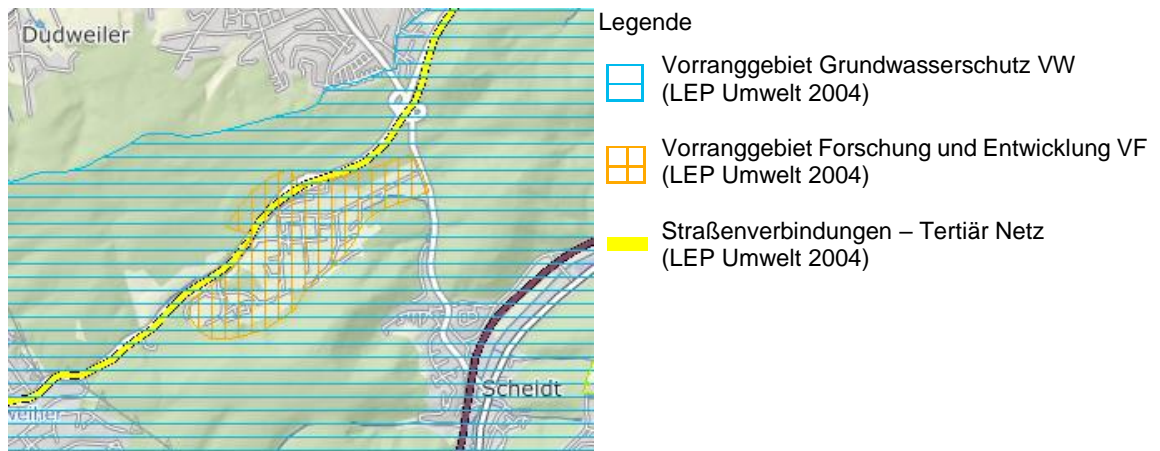 Dudweiler
Scheidt
weiher
Legende
Vorranggebiet Grundwasserschutz VW
(LEP Umwelt 2004)
Vorranggebiet Forschung und Entwicklung VF
(LEP Umwelt 2004)
Straßenverbindungen – Tertiär Netz
(LEP Umwelt 2004)